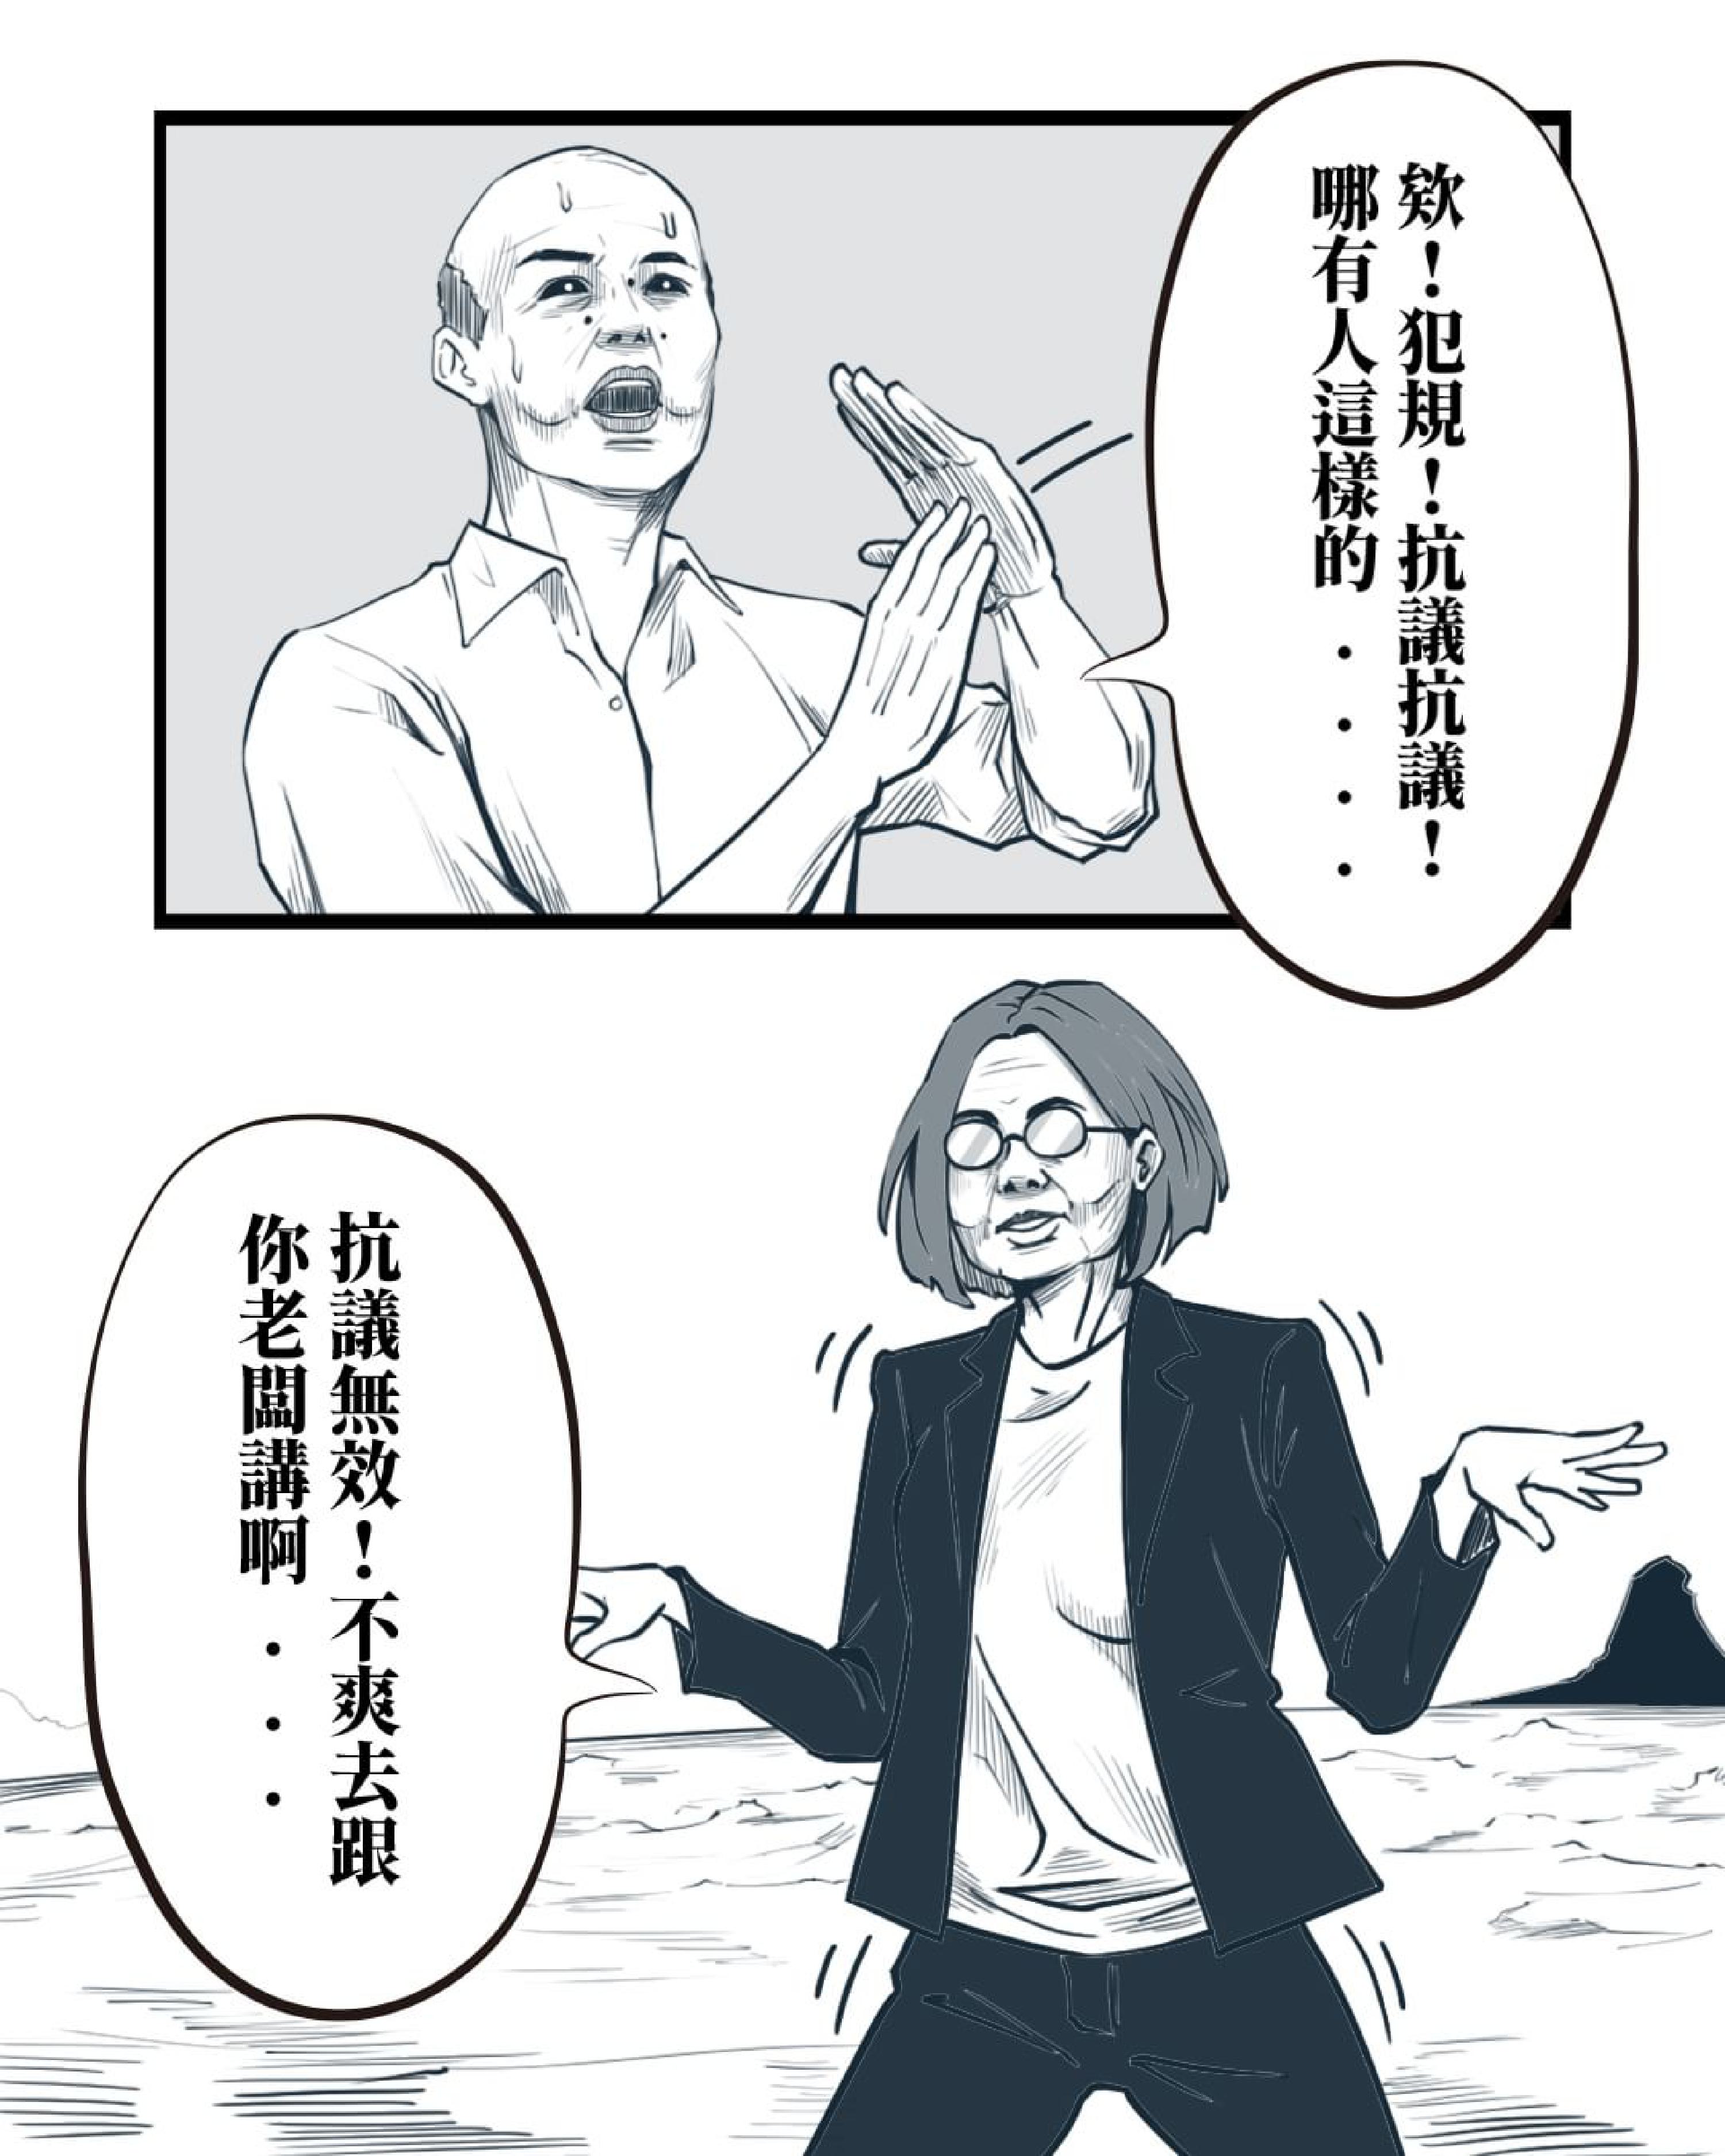 欸！犯規！抗議抗議！
哪有人這樣的．．．．
抗議無效！不爽去跟
你老闆講啊．．．